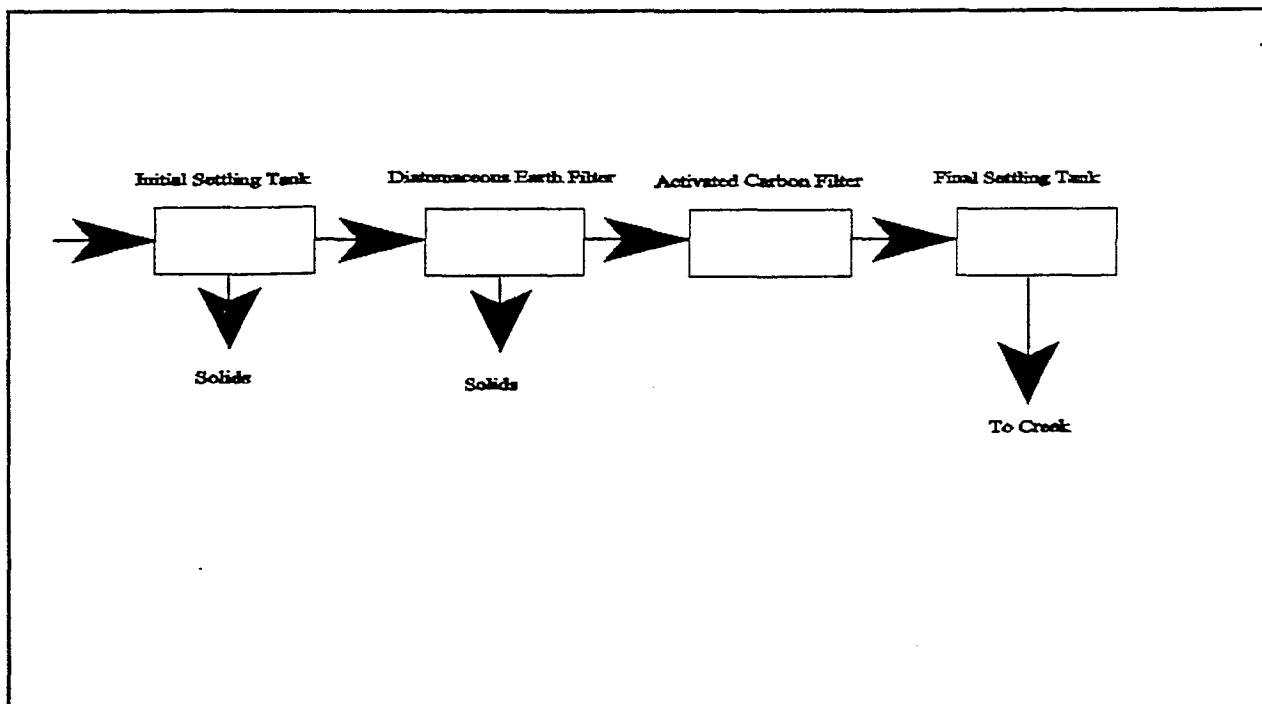 Initial Settling Tank
Diatomaceous Earth Filter
Activated Carbon Filter
Final Settling Tank
Solids
Solids
To Creek